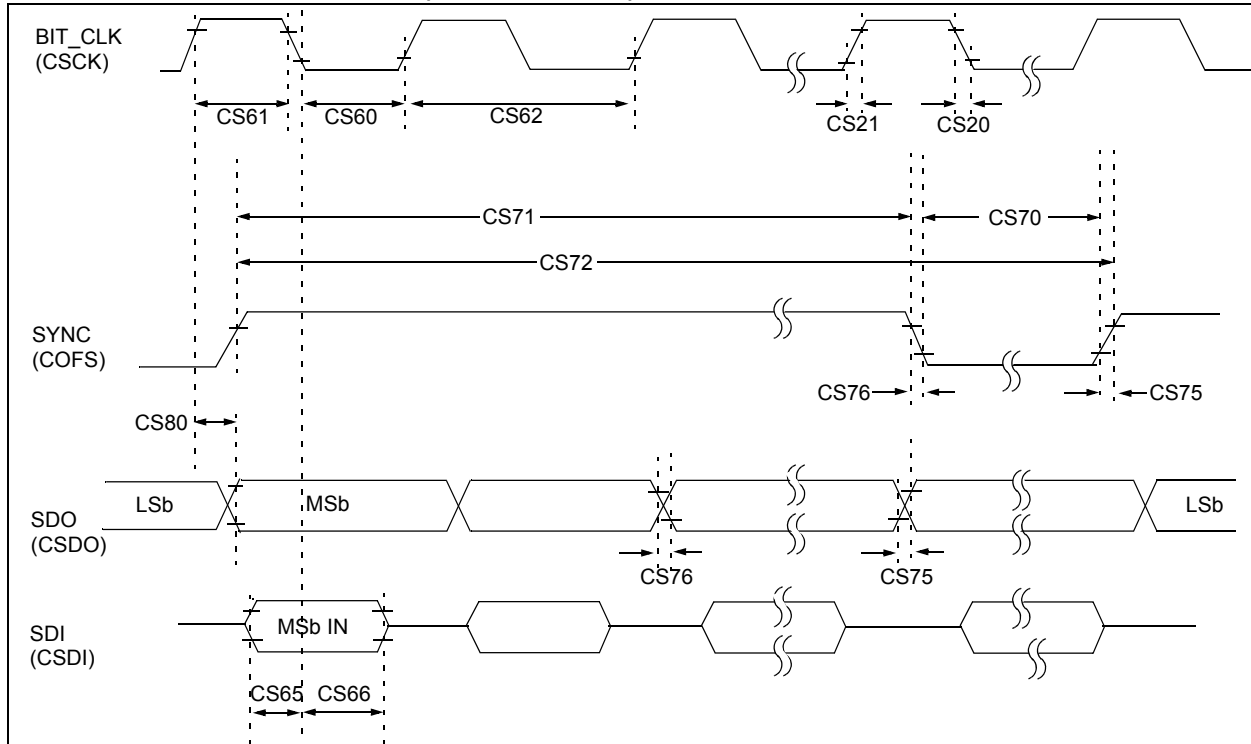 BIT_CLK
(CSCK)
CS61
CS60
CS62
CS21
CS20
CS71
CS70
CS72
SYNC
(COFS)
CS76
CS75
CS80
LSb
MSb
LSb
SDO
(CSDO)
CS76
CS75
SDI
(CSDI)
MSb IN
CS65
CS66